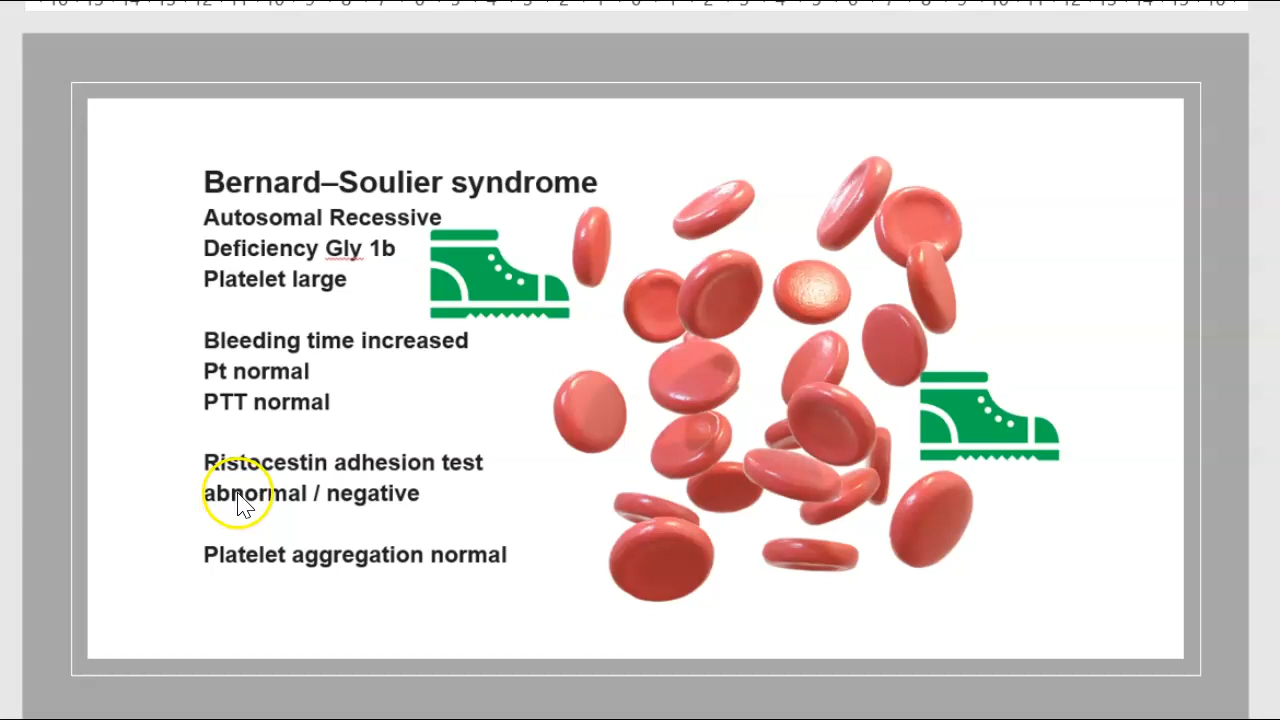 Bernard–Soulier syndrome
Autosomal Recessive
Deficiency Gly 1b
Platelet large
Bleeding time increased
Pt normal
PTT normal
Ristocestin adhesion test
abnormal / negative
Platelet aggregation normal